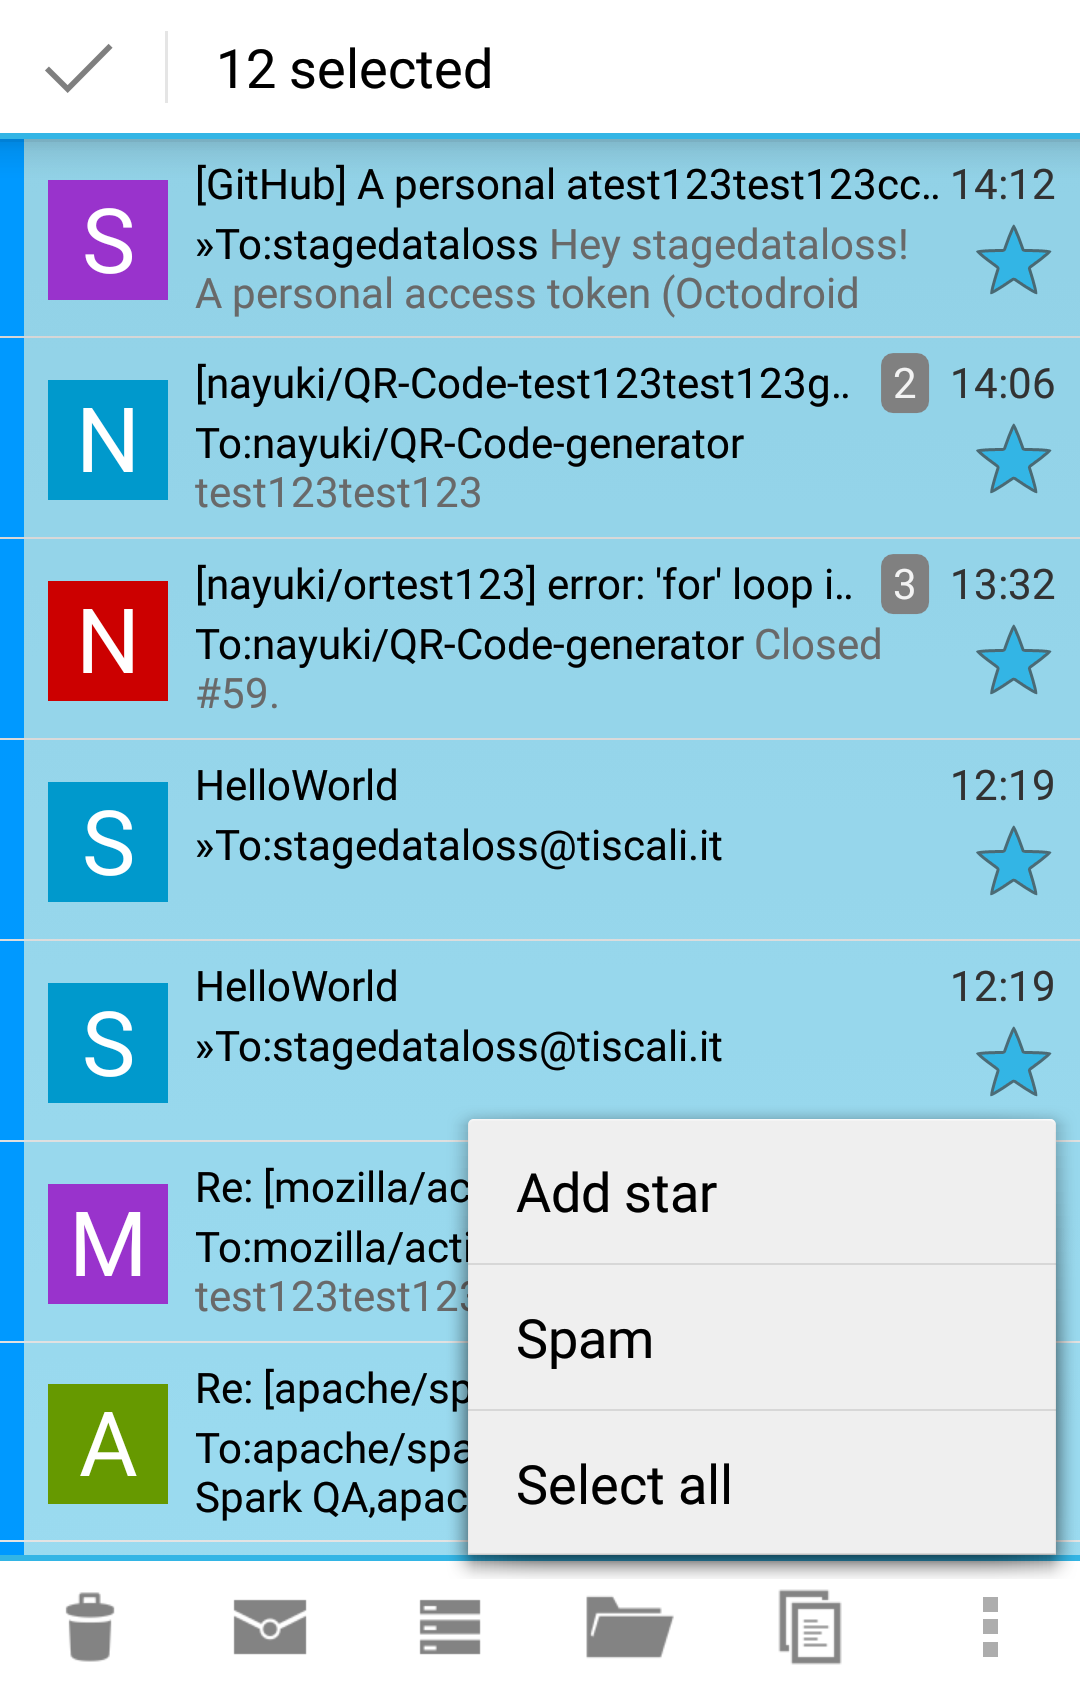 12 selected
S
[GitHub] A personal atest123test123cc.. 14:12
»To:stagedataloss Hey stagedataloss!
A personal access token (Octodroid
N
[nayuki/QR-Code-test123test123g.. 2 14:06
To:nayuki/QR-Code-generator
test123test123
N
[nayuki/ortest123] error: 'for' loop i.. 3 13:32
To:nayuki/QR-Code-generator Closed
#59.
S
HelloWorld 12:19
»To:stagedataloss@tiscali.it
S
HelloWorld 12:19
»To:stagedataloss@tiscali.it
M
Re: [mozilla/ac
To:mozilla/acti
test123test123
A
Re: [apache/sp
To:apache/spa
Spark QA,apac
Add star
Spam
Select all